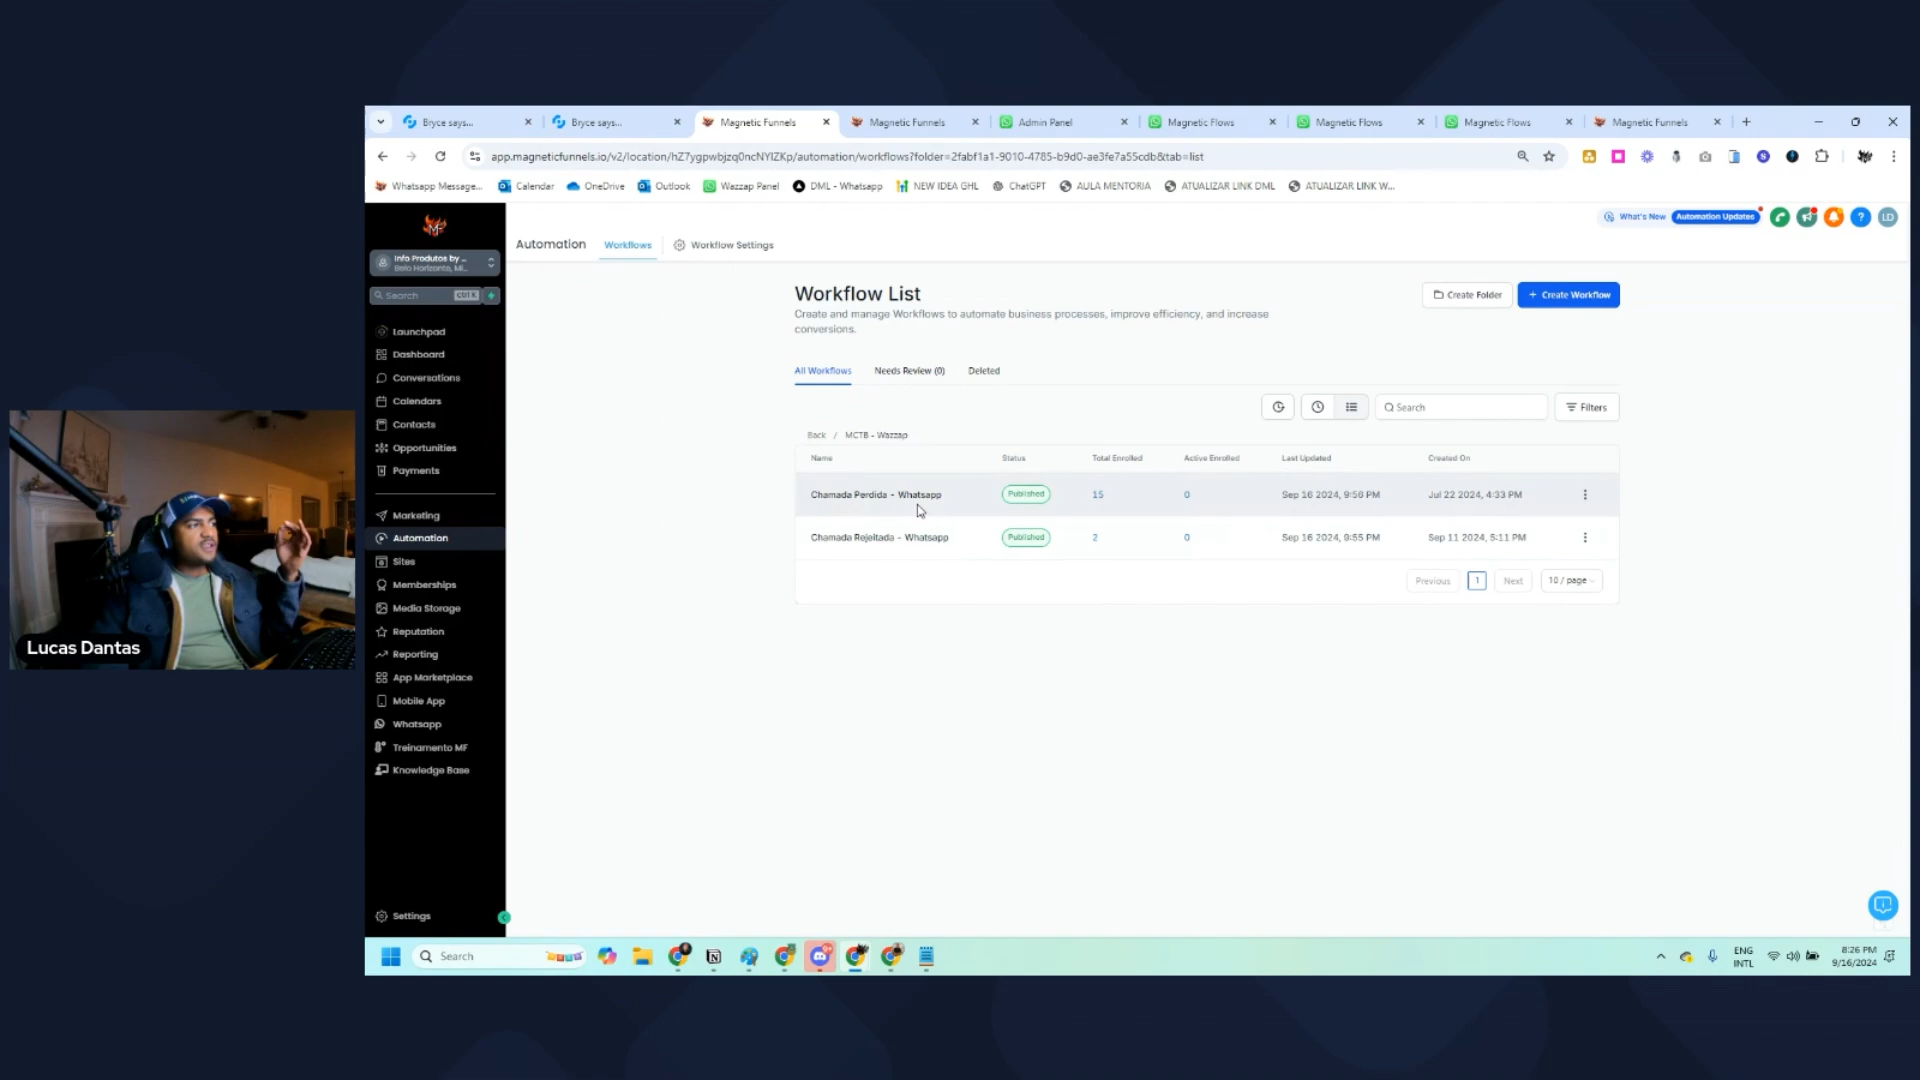 Bryce says...
Bryce says...
Magnetic Funnels
Magnetic Funnels
Admin Panel
Magnetic Flows
Magnetic Flows
Magnetic Flows
Magnetic Funnels
app.magneticfunnels.io/v2/location/hZ7ygpwbjzq0ncNYIZKp/automation/workflows?folder=2fabf1a1-9010-4785-b9d0-ae3fe7a55cdb&tab=list
Whatsapp Message...
Calendar
OneDrive
Outlook
Wazzap Panel
DML - Whatsapp
NEW IDEA GHL
ChatGPT
AULA MENTORIA
ATUALIZAR LINK DML
ATUALIZAR LINK W...
What's New
Automation Updates
LD
Automation
Workflows
Workflow Settings
Info Produtos by ...
Belo Horizonte, Mi...
Search
Ctrl K
Launchpad
Dashboard
Conversations
Calendars
Contacts
Opportunities
Payments
Marketing
Automation
Sites
Memberships
Media Storage
Reputation
Reporting
App Marketplace
Mobile App
Whatsapp
Treinamento MF
Knowledge Base
Settings
Workflow List
Create and manage Workflows to automate business processes, improve efficiency, and increase
conversions.
Create Folder
+ Create Workflow
All Workflows
Needs Review (0)
Deleted
Search
Filters
Back / MCTB - Wazzap
Name Status Total Enrolled Active Enrolled Last Updated Created On
Chamada Perdida - Whatsapp Published 15 0 Sep 16 2024, 9:58 PM Jul 22 2024, 4:33 PM
Chamada Rejeitada - Whatsapp Published 2 0 Sep 16 2024, 9:55 PM Sep 11 2024, 5:11 PM
Previous 1 Next 10 / page
Lucas Dantas
Search
ENG
INTL
8:26 PM
9/16/2024